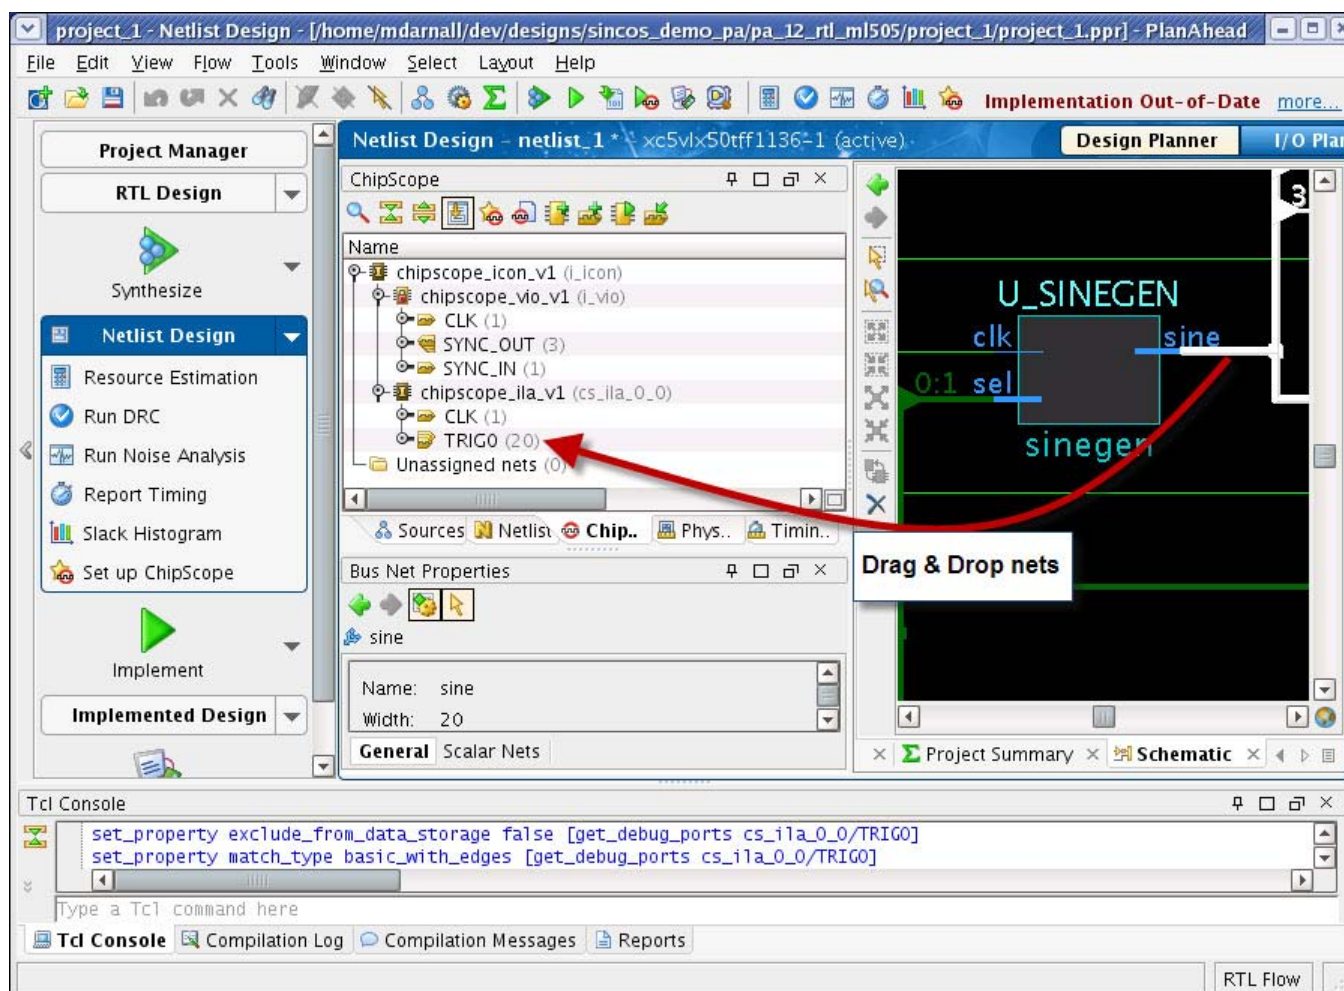 project_1 - Netlist Design - [/home/mdarnall/dev/designs/sincos_demo_pa/pa_12_rtl_ml505/project_1/project_1.ppr] - PlanAhead
File Edit View Flow Tools Window Select Layout Help
Implementation Out-of-Date more...
Project Manager
RTL Design
Synthesize
Netlist Design
Resource Estimation
Run DRC
Run Noise Analysis
Report Timing
Slack Histogram
Set up ChipScope
Implement
Implemented Design
Netlist Design - netlist_1 * - xc5vlx50tff1136-1 (active)
Design Planner
I/O Plan
ChipScope
Name
chipscope_icon_v1 (i_icon)
chipscope_vio_v1 (i_vio)
CLK (1)
SYNC_OUT (3)
SYNC_IN (1)
chipscope_ila_v1 (cs_ila_0_0)
CLK (1)
TRIG0 (20)
Unassigned nets (0)
Sources Netlist Chip.. Phys.. Timin..
Bus Net Properties
sine
Name: sine
Width: 20
General Scalar Nets
3
U_SINEGEN
clk
sine
0:1 sel
sinegen
Drag & Drop nets
Project Summary Schematic
Tcl Console
set_property exclude_from_data_storage false [get_debug_ports cs_ila_0_0/TRIG0]
set_property match_type basic_with_edges [get_debug_ports cs_ila_0_0/TRIG0]
Type a Tcl command here
Tcl Console Compilation Log Compilation Messages Reports
RTL Flow